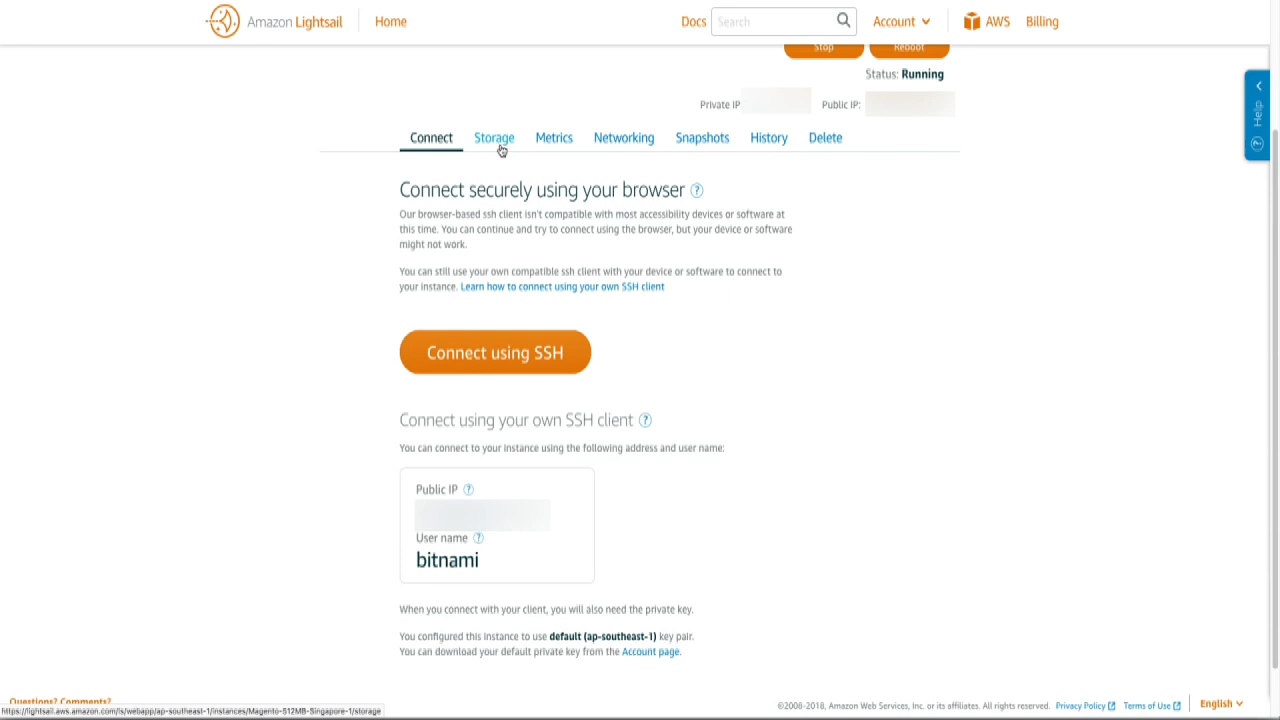 Amazon Lightsail
Home
Docs
Search
Account
AWS
Billing
Stop
Reboot
Status: Running
Private IP
Public IP:
Help
Connect
Storage
Metrics
Networking
Snapshots
History
Delete
Connect securely using your browser ?
Our browser-based ssh client isn't compatible with most accessibility devices or software at
this time. You can continue and try to connect using the browser, but your device or software
might not work.
You can still use your own compatible ssh client with your device or software to connect to
your instance. Learn how to connect using your own SSH client
Connect using SSH
Connect using your own SSH client ?
You can connect to your instance using the following address and user name:
Public IP ?
User name ?
bitnami
When you connect with your client, you will also need the private key.
You configured this instance to use default (ap-southeast-1) key pair.
You can download your default private key from the Account page.
Questions? Comments?
https://lightsail.aws.amazon.com/ls/webapp/ap-southeast-1/instances/Magento-512MB-Singapore-1/storage
©2008-2018, Amazon Web Services, Inc. or its affiliates. All rights reserved.
Privacy Policy
Terms of Use
English